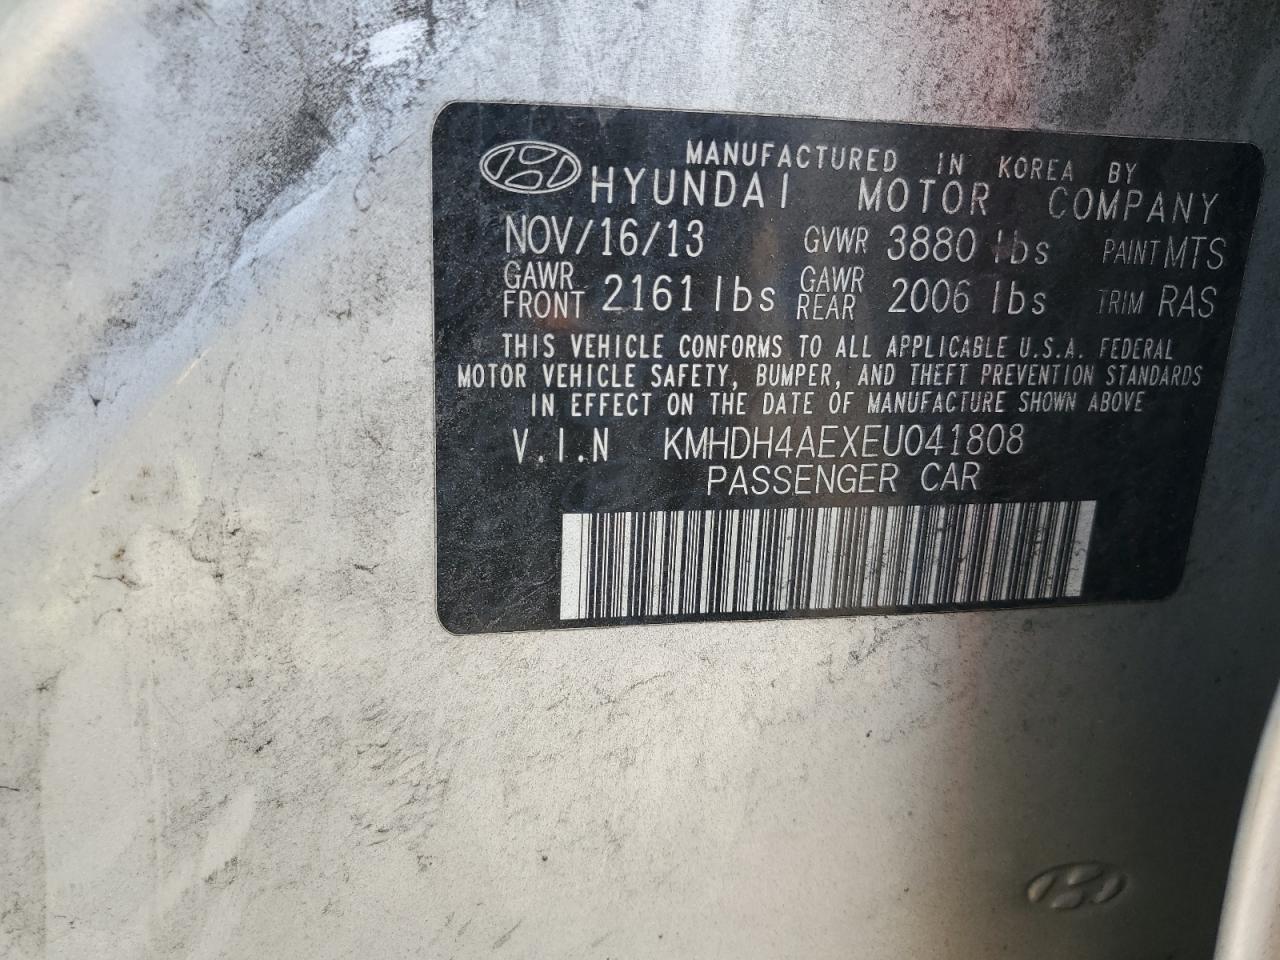 MANUFACTURED IN KOREA BY
HYUNDAI MOTOR COMPANY
NOV/16/13 GVWR 3880 lbs PAINT MTS
GAWR FRONT 2161 lbs GAWR REAR 2006 lbs TRIM RAS
THIS VEHICLE CONFORMS TO ALL APPLICABLE U.S.A. FEDERAL
MOTOR VEHICLE SAFETY, BUMPER, AND THEFT PREVENTION STANDARDS
IN EFFECT ON THE DATE OF MANUFACTURE SHOWN ABOVE
V.I.N KMHDH4AEXEU041808
PASSENGER CAR